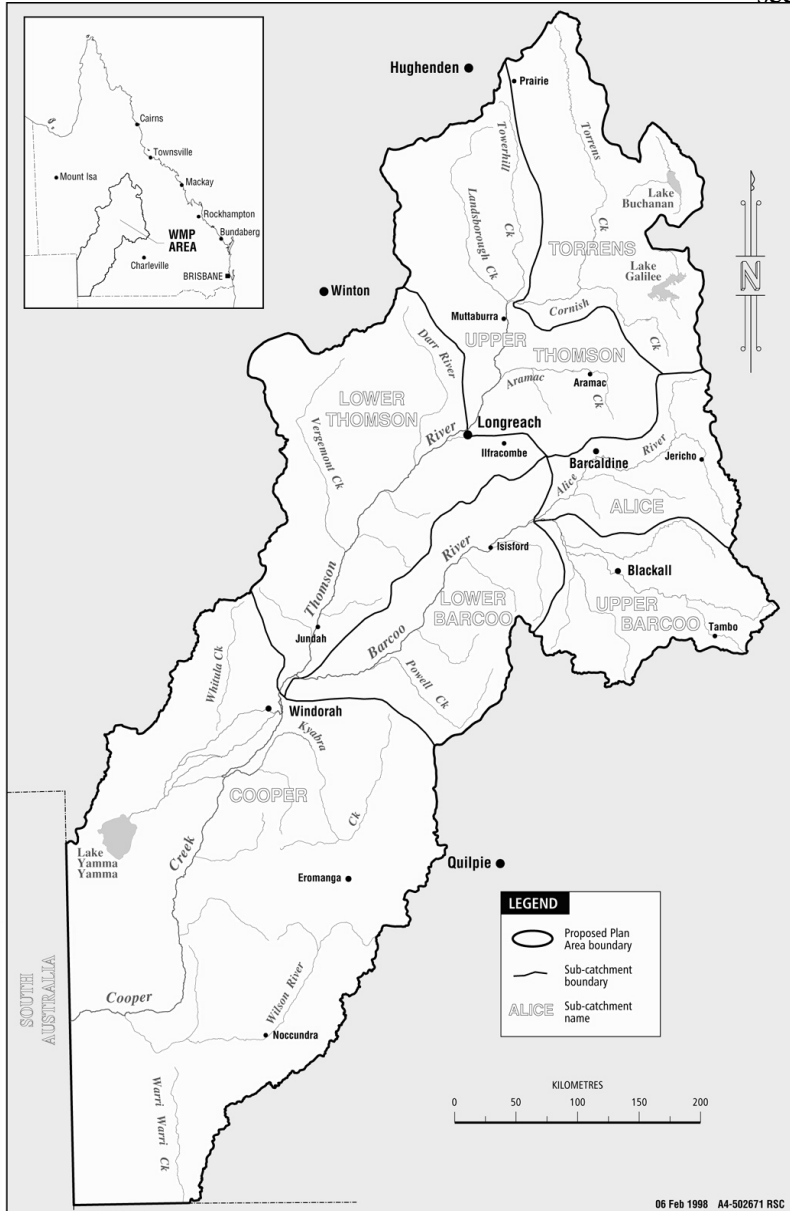 Cairns
Townsville
Mount Isa
Mackay
Rockhampton
WMP
AREA
Bundaberg
Charleville
BRISBANE
Hughenden
Prairie
Towerhill
Ck
Torrens
Ck
Landsborough Ck
Lake
Buchanan
TORRENS
Lake
Galilee
Winton
Muttaburra
Cornish
Ck
UPPER
THOMSON
Darr River
Aramac
Ck
Aramac
LOWER
THOMSON
Vergemont Ck
River
Longreach
Ilfracombe
Barcaldine
River
Alice
Jericho
ALICE
River
Isisford
Blackall
LOWER
BARCOO
UPPER
BARCOO
Tambo
Thomson
Jundah
Barcoo
Powell Ck
Whitula Ck
Windorah
Kyabra
Ck
COOPER
Lake
Yamma
Yamma
Creek
Eromanga
Quilpie
Cooper
Wilson River
Noccundra
Warri Warri Ck
SOUTH
AUSTRALIA
N
LEGEND
Proposed Plan
Area boundary
Sub-catchment
boundary
ALICE
Sub-catchment
name
KILOMETRES
0 50 100 150 200
06 Feb 1998 A4-502671 RSC